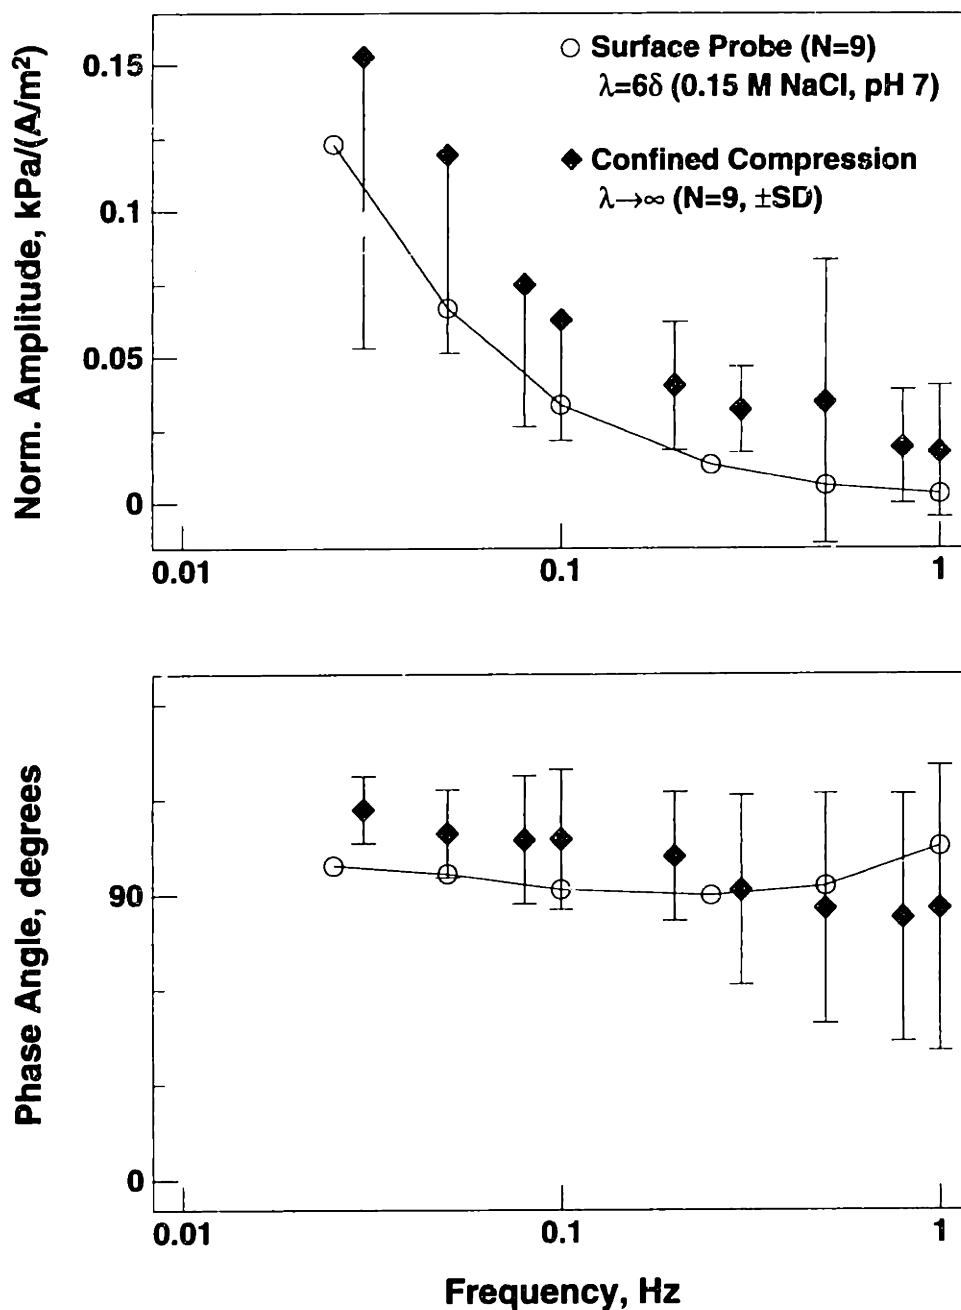 Norm. Amplitude, kPa/(A/m²)
0.15
0.1
0.05
0
Surface Probe (N=9)
λ=6δ (0.15 M NaCl, pH 7)
Confined Compression
λ→∞ (N=9, ±SD)
0.01
0.1
1
Phase Angle, degrees
90
0
0.01
0.1
1
Frequency, Hz